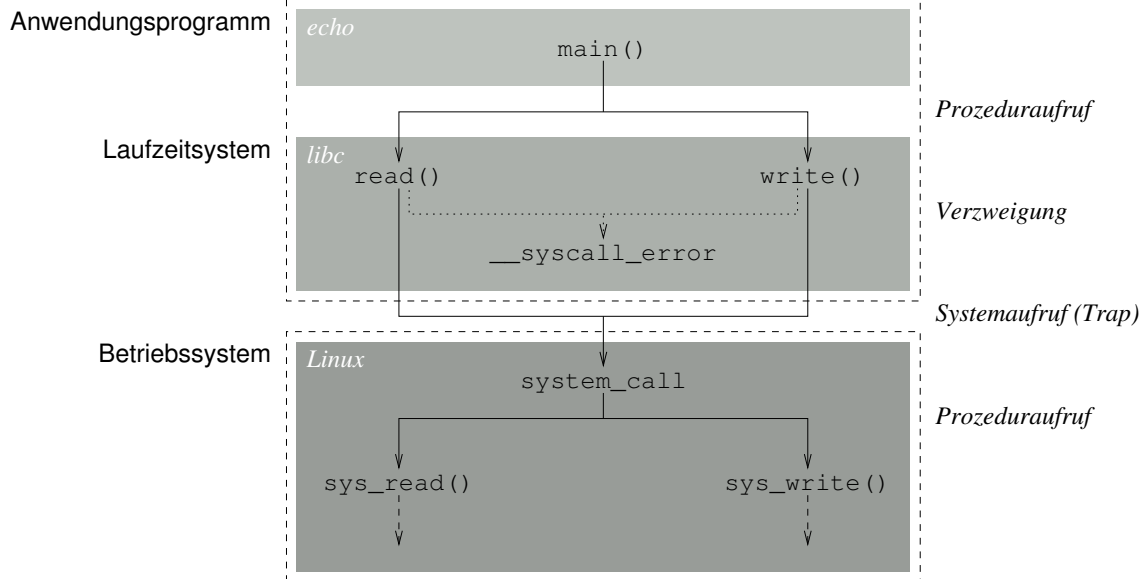 Anwendungsprogramm
echo
main()
Prozeduraufruf
Laufzeitsystem
libc
read()
write()
Verzweigung
__syscall_error
Systemaufruf (Trap)
Betriebssystem
Linux
system_call
Prozeduraufruf
sys_read()
sys_write()